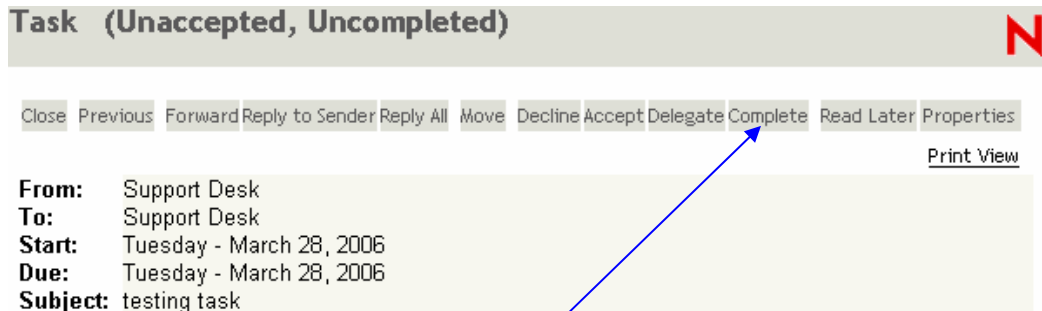 Task (Unaccepted, Uncompleted)
N
Close Previous Forward Reply to Sender Reply All Move Decline Accept Delegate Complete Read Later Properties
Print View
From: Support Desk
To: Support Desk
Start: Tuesday - March 28, 2006
Due: Tuesday - March 28, 2006
Subject: testing task